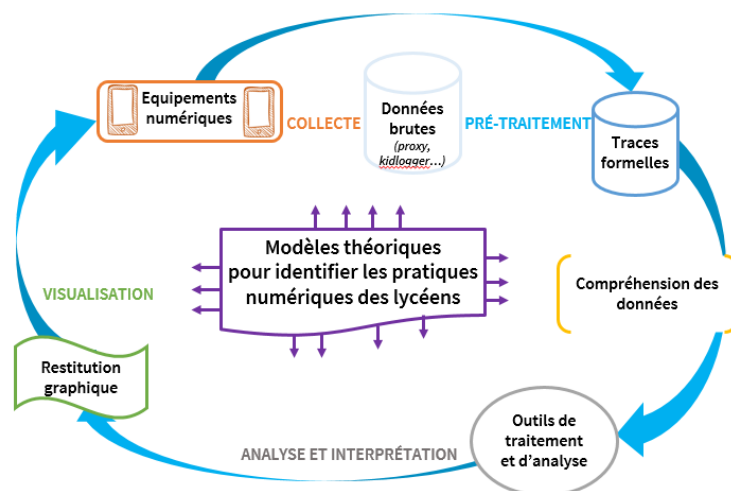 Equipements
numériques
COLLECTE
Données
brutes
(proxy,
kidlogger…)
PRÉ-TRAITEMENT
Traces
formelles
Modèles théoriques
pour identifier les pratiques
numériques des lycéens
Compréhension des
données
VISUALISATION
Restitution
graphique
Outils de
traitement
et d'analyse
ANALYSE ET INTERPRÉTATION